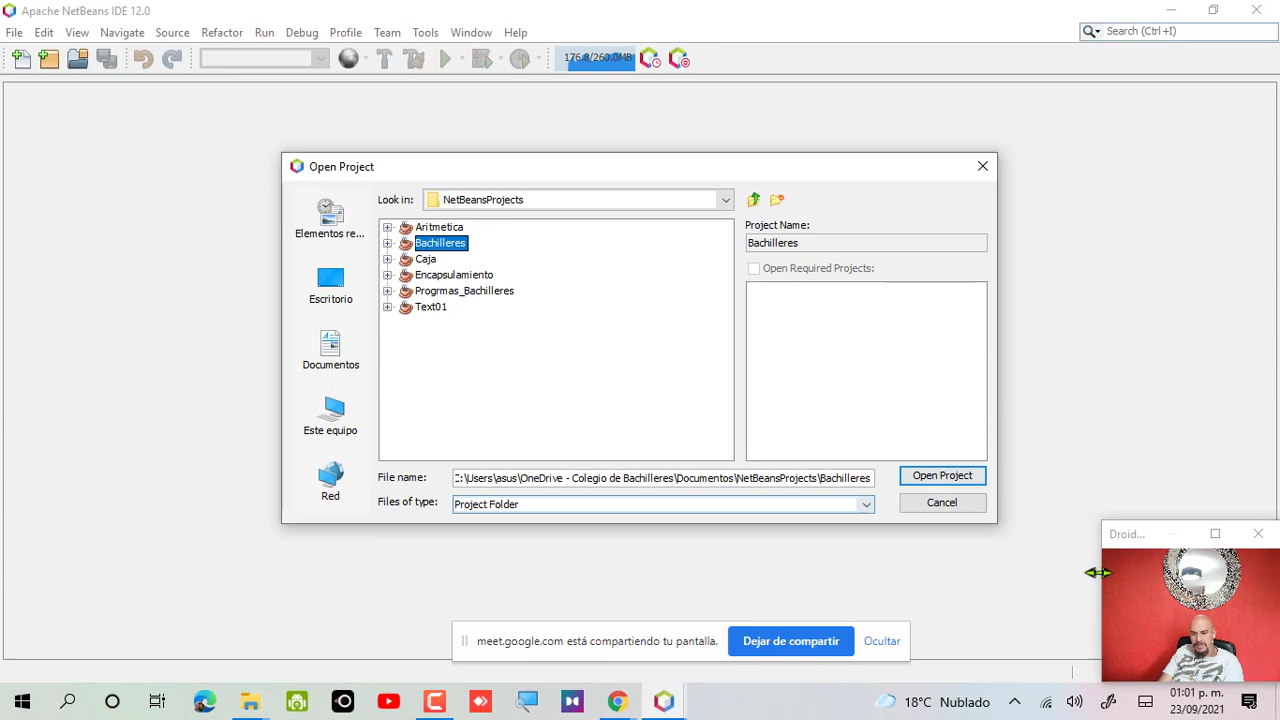 Apache NetBeans IDE 12.0
File Edit View Navigate Source Refactor Run Debug Profile Team Tools Window Help
Search (Ctrl +I)
176.8/260.0MB
Open Project
Look in: NetBeansProjects
Elementos re...
Escritorio
Documentos
Este equipo
Red
Aritmetica
Bachilleres
Caja
Encapsulamiento
Progrmas_Bachilleres
Text01
Project Name:
Bachilleres
Open Required Projects:
File name: C:\Users\asus\OneDrive - Colegio de Bachilleres\Documentos\NetBeansProjects\Bachilleres
Files of type: Project Folder
Open Project
Cancel
Droid...
meet.google.com está compartiendo tu pantalla. Dejar de compartir Ocultar
18°C Nublado
01:01 p. m.
23/09/2021